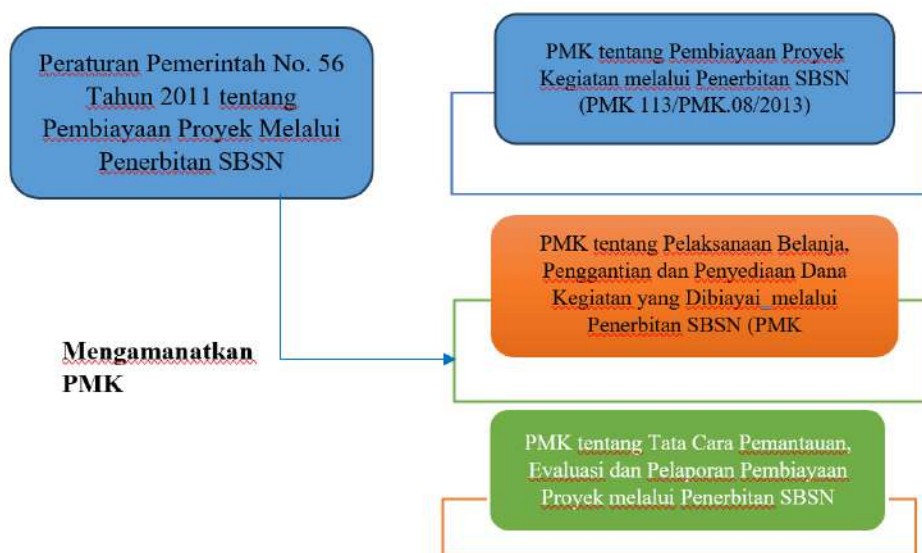 Peraturan Pemerintah No. 56
Tahun 2011 tentang
Pembiayaan Proyek Melalui
Penerbitan SBSN
Mengamanatkan
PMK
PMK tentang Pembiayaan Proyek
Kegiatan melalui Penerbitan SBSN
(PMK 113/PMK.08/2013)
PMK tentang Pelaksanaan Belanja,
Penggantian dan Penyediaan Dana
Kegiatan yang Dibiayai melalui
Penerbitan SBSN (PMK
PMK tentang Tata Cara Pemantauan,
Evaluasi dan Pelaporan Pembiayaan
Proyek melalui Penerbitan SBSN